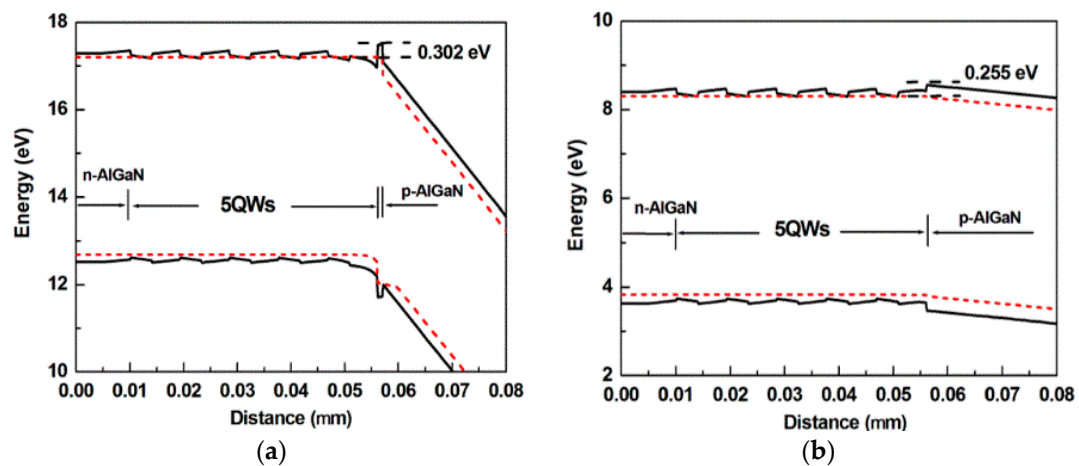 18
16
14
12
10
Energy (eV)
0.302 eV
n-AlGaN
5QWs
p-AlGaN
0.00 0.01 0.02 0.03 0.04 0.05 0.06 0.07 0.08
Distance (mm)
(a)
10
8
6
4
2
Energy (eV)
0.255 eV
n-AlGaN
5QWs
p-AlGaN
0.00 0.01 0.02 0.03 0.04 0.05 0.06 0.07 0.08
Distance (mm)
(b)